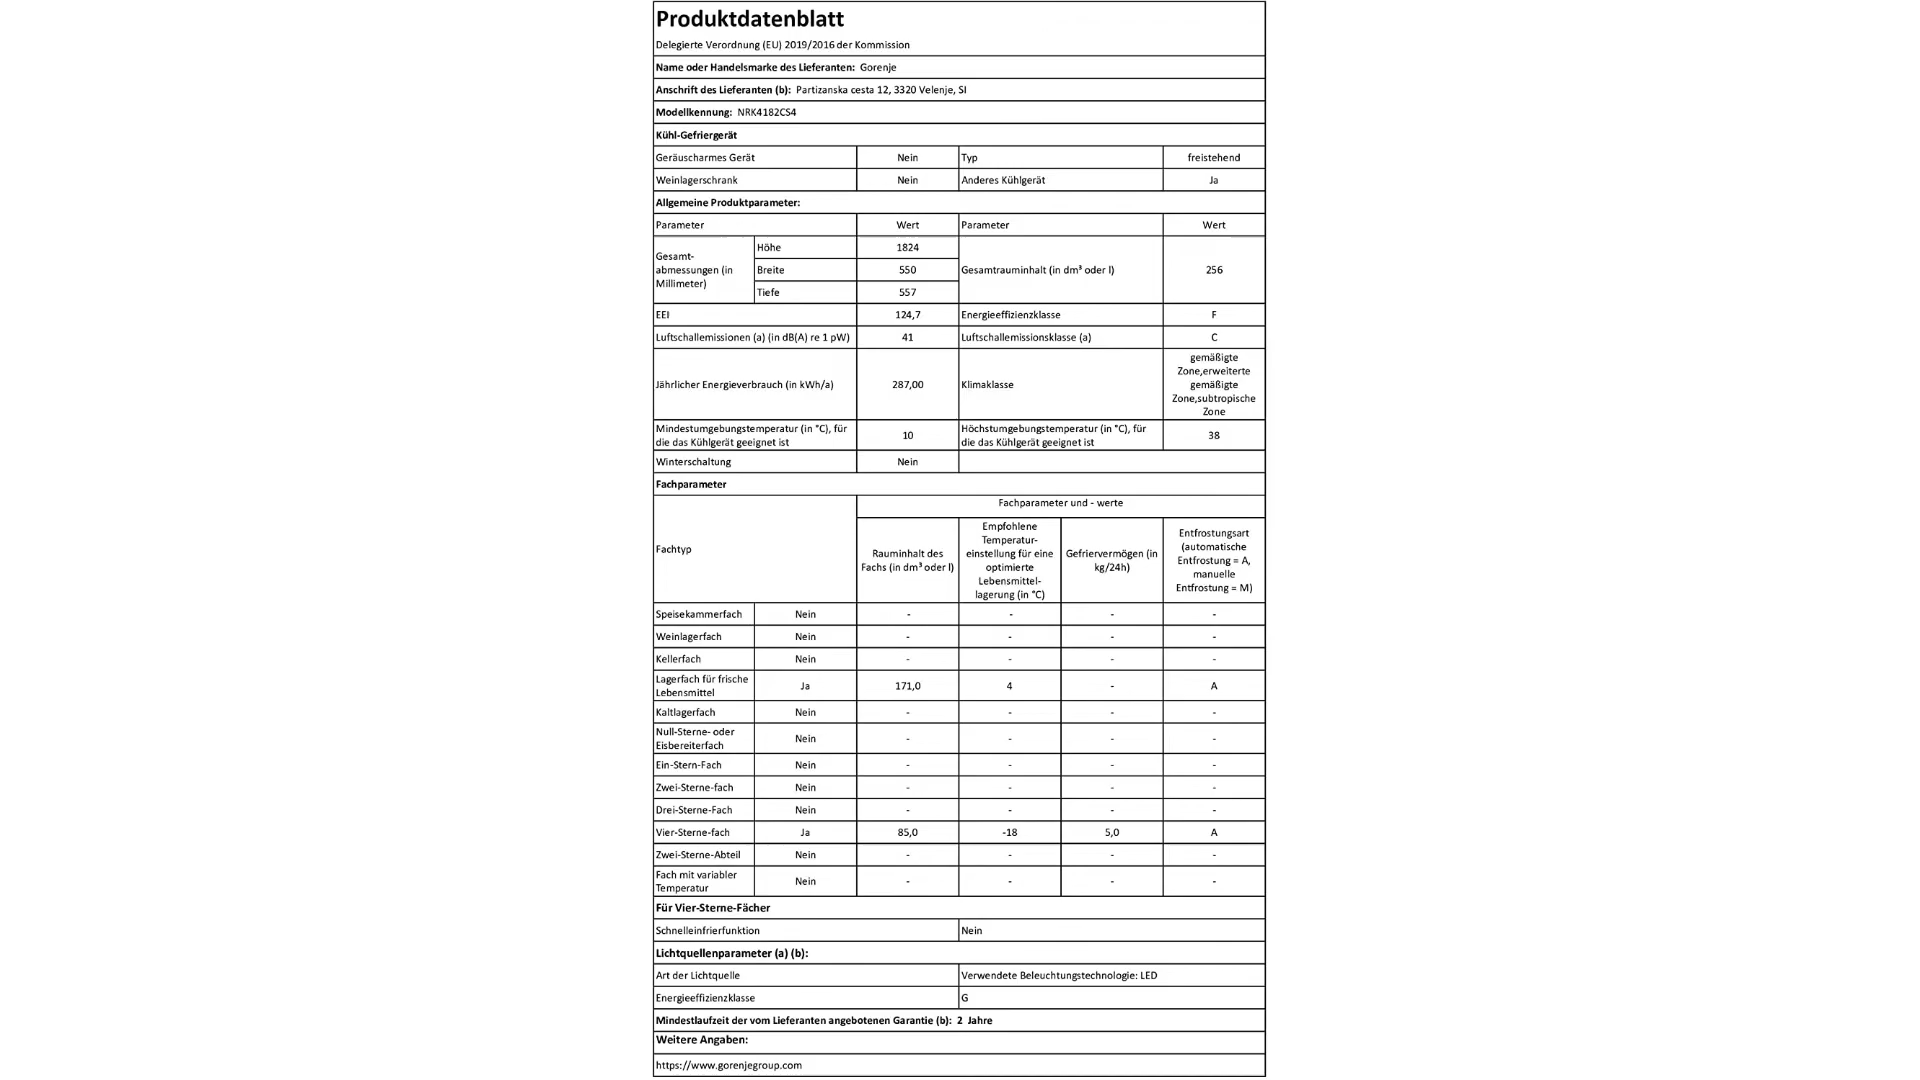 Produktdatenblatt
Delegierte Verordnung (EU) 2019/2016 der Kommission
Name oder Handelsmarke des Lieferanten: Gorenje
Anschrift des Lieferanten (b): Partizanska cesta 12, 3320 Velenje, SI
Modellkennung: NRK4182CS4
Kühl-Gefriergerät
Geräuscharmes Gerät Nein Typ freistehend
Weinlagerschrank Nein Anderes Kühlgerät Ja
Allgemeine Produktparameter:
Parameter Wert Parameter Wert
Gesamt-
abmessungen (in
Millimeter)
Höhe 1824
Breite 550
Tiefe 557
Gesamtrauminhalt (in dm³ oder l) 256
EEI 124,7 Energieeffizienzklasse F
Luftschallemissionen (a) (in dB(A) re 1 pW) 41 Luftschallemissionsklasse (a) C
Jährlicher Energieverbrauch (in kWh/a) 287,00 Klimaklasse
gemäßigte
Zone,erweiterte
gemäßigte
Zone,subtropische
Zone
Mindestumgebungstemperatur (in °C), für
die das Kühlgerät geeignet ist
10
Höchstumgebungstemperatur (in °C), für
die das Kühlgerät geeignet ist
38
Winterschaltung Nein
Fachparameter
Fachtyp
Fachparameter und - werte
Rauminhalt des
Fachs (in dm³ oder l)
Empfohlene
Temperatur-
einstellung für eine
optimierte
Lebensmittel-
lagerung (in °C)
Gefriervermögen (in
kg/24h)
Entfrostungsart
(automatische
Entfrostung = A,
manuelle
Entfrostung = M)
Speisekammerfach Nein - - - -
Weinlagerfach Nein - - - -
Kellerfach Nein - - - -
Lagerfach für frische
Lebensmittel
Ja 171,0 4 - A
Kaltlagerfach Nein - - - -
Null-Sterne- oder
Eisbereiterfach
Nein - - - -
Ein-Stern-Fach Nein - - - -
Zwei-Sterne-fach Nein - - - -
Drei-Sterne-Fach Nein - - - -
Vier-Sterne-fach Ja 85,0 -18 5,0 A
Zwei-Sterne-Abteil Nein - - - -
Fach mit variabler
Temperatur
Nein - - - -
Für Vier-Sterne-Fächer
Schnelleinfrierfunktion Nein
Lichtquellenparameter (a) (b):
Art der Lichtquelle Verwendete Beleuchtungstechnologie: LED
Energieeffizienzklasse G
Mindestlaufzeit der vom Lieferanten angebotenen Garantie (b): 2 Jahre
Weitere Angaben:
https://www.gorenjegroup.com